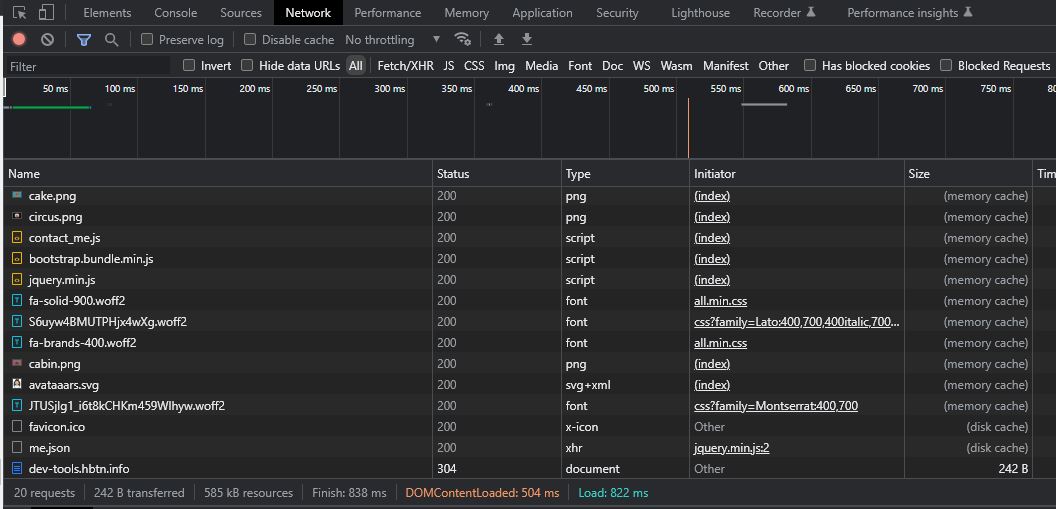 Elements Console Sources Network Performance Memory Application Security Lighthouse Recorder Performance insights
Preserve log Disable cache No throttling
Filter Invert Hide data URLs All Fetch/XHR JS CSS Img Media Font Doc WS Wasm Manifest Other Has blocked cookies Blocked Requests
50 ms 100 ms 150 ms 200 ms 250 ms 300 ms 350 ms 400 ms 450 ms 500 ms 550 ms 600 ms 650 ms 700 ms 750 ms 80
Name Status Type Initiator Size Tim
cake.png 200 png (index) (memory cache)
circus.png 200 png (index) (memory cache)
contact_me.js 200 script (index) (memory cache)
bootstrap.bundle.min.js 200 script (index) (memory cache)
jquery.min.js 200 script (index) (memory cache)
fa-solid-900.woff2 200 font all.min.css (memory cache)
S6uyw4BMUTPHjx4wXg.woff2 200 font css?family=Lato:400,700,400italic,700... (memory cache)
fa-brands-400.woff2 200 font all.min.css (memory cache)
cabin.png 200 png (index) (memory cache)
avataaars.svg 200 svg+xml (index) (memory cache)
JTUSjIg1_i6t8kCHKm459Wlhyw.woff2 200 font css?family=Montserrat:400,700 (memory cache)
favicon.ico 200 x-icon Other (disk cache)
me.json 200 xhr jquery.min.js:2 (disk cache)
dev-tools.hbtn.info 304 document Other 242 B
20 requests 242 B transferred 585 kB resources Finish: 838 ms DOMContentLoaded: 504 ms Load: 822 ms